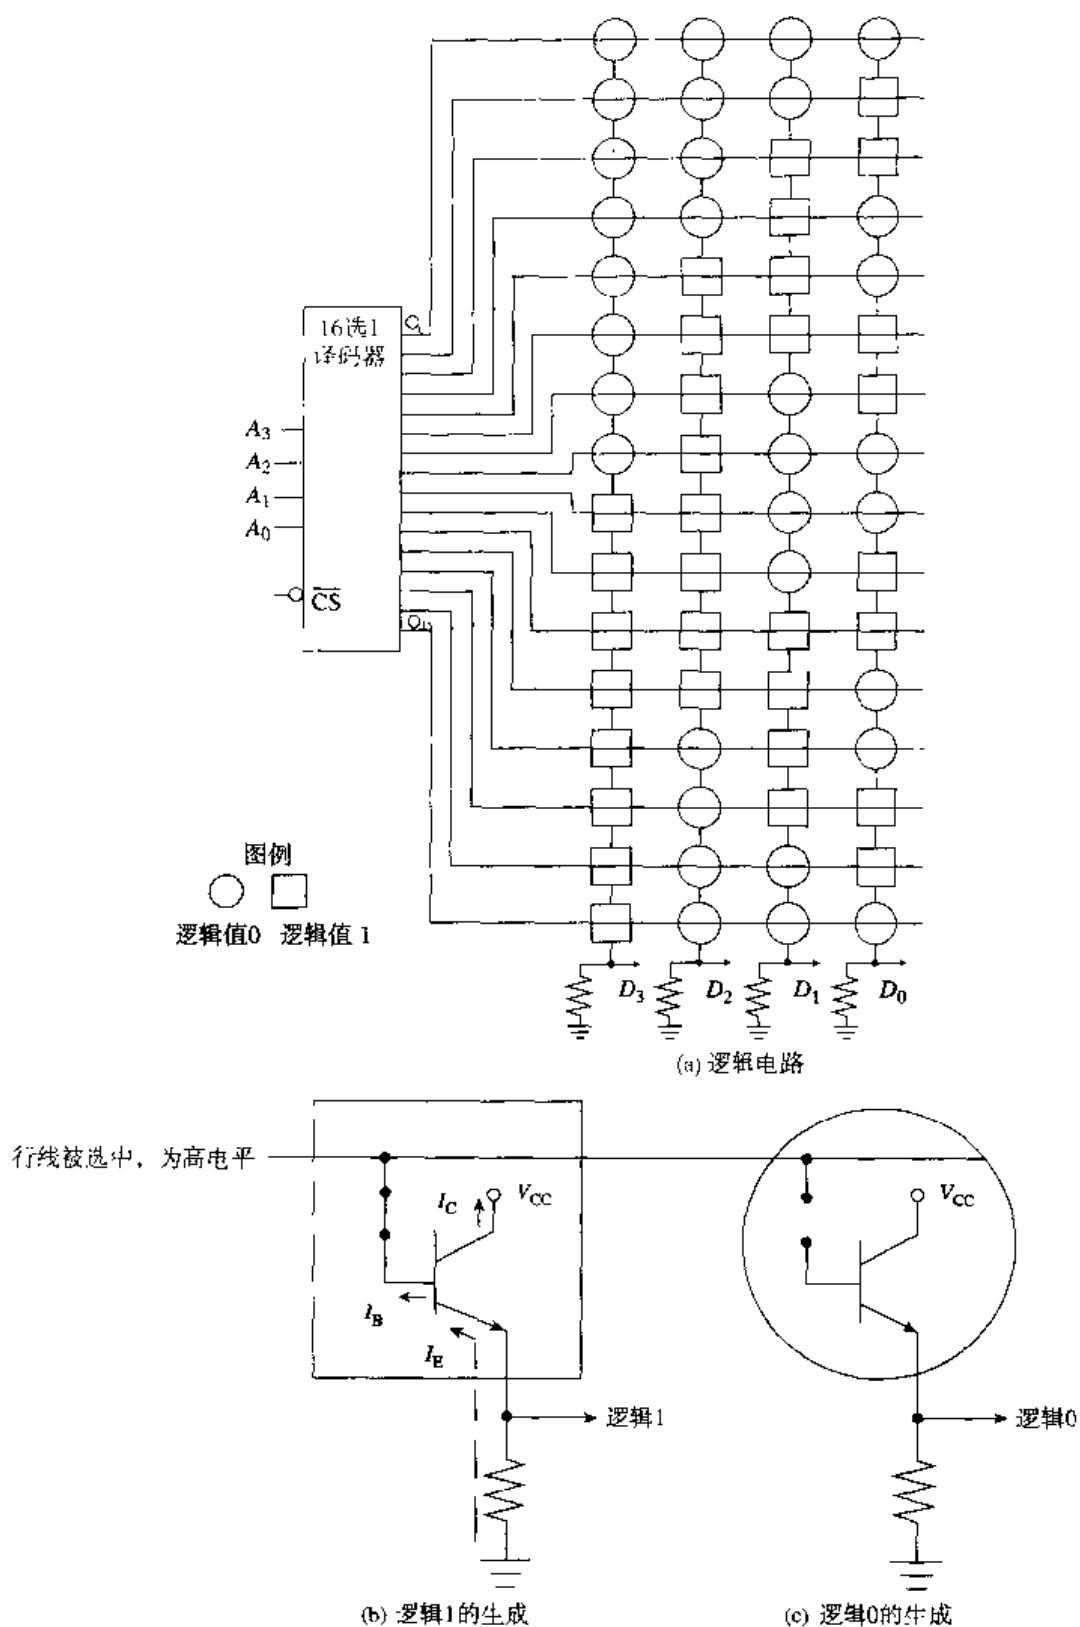 16选1
译码器
A3
A2
A1
A0
CS
图例
逻辑值0 逻辑值1
D3 D2 D1 D0
(a) 逻辑电路
行线被选中，为高电平
IC VCC
IB
IE
逻辑1
VCC
逻辑0
(b) 逻辑1的生成
(c) 逻辑0的生成